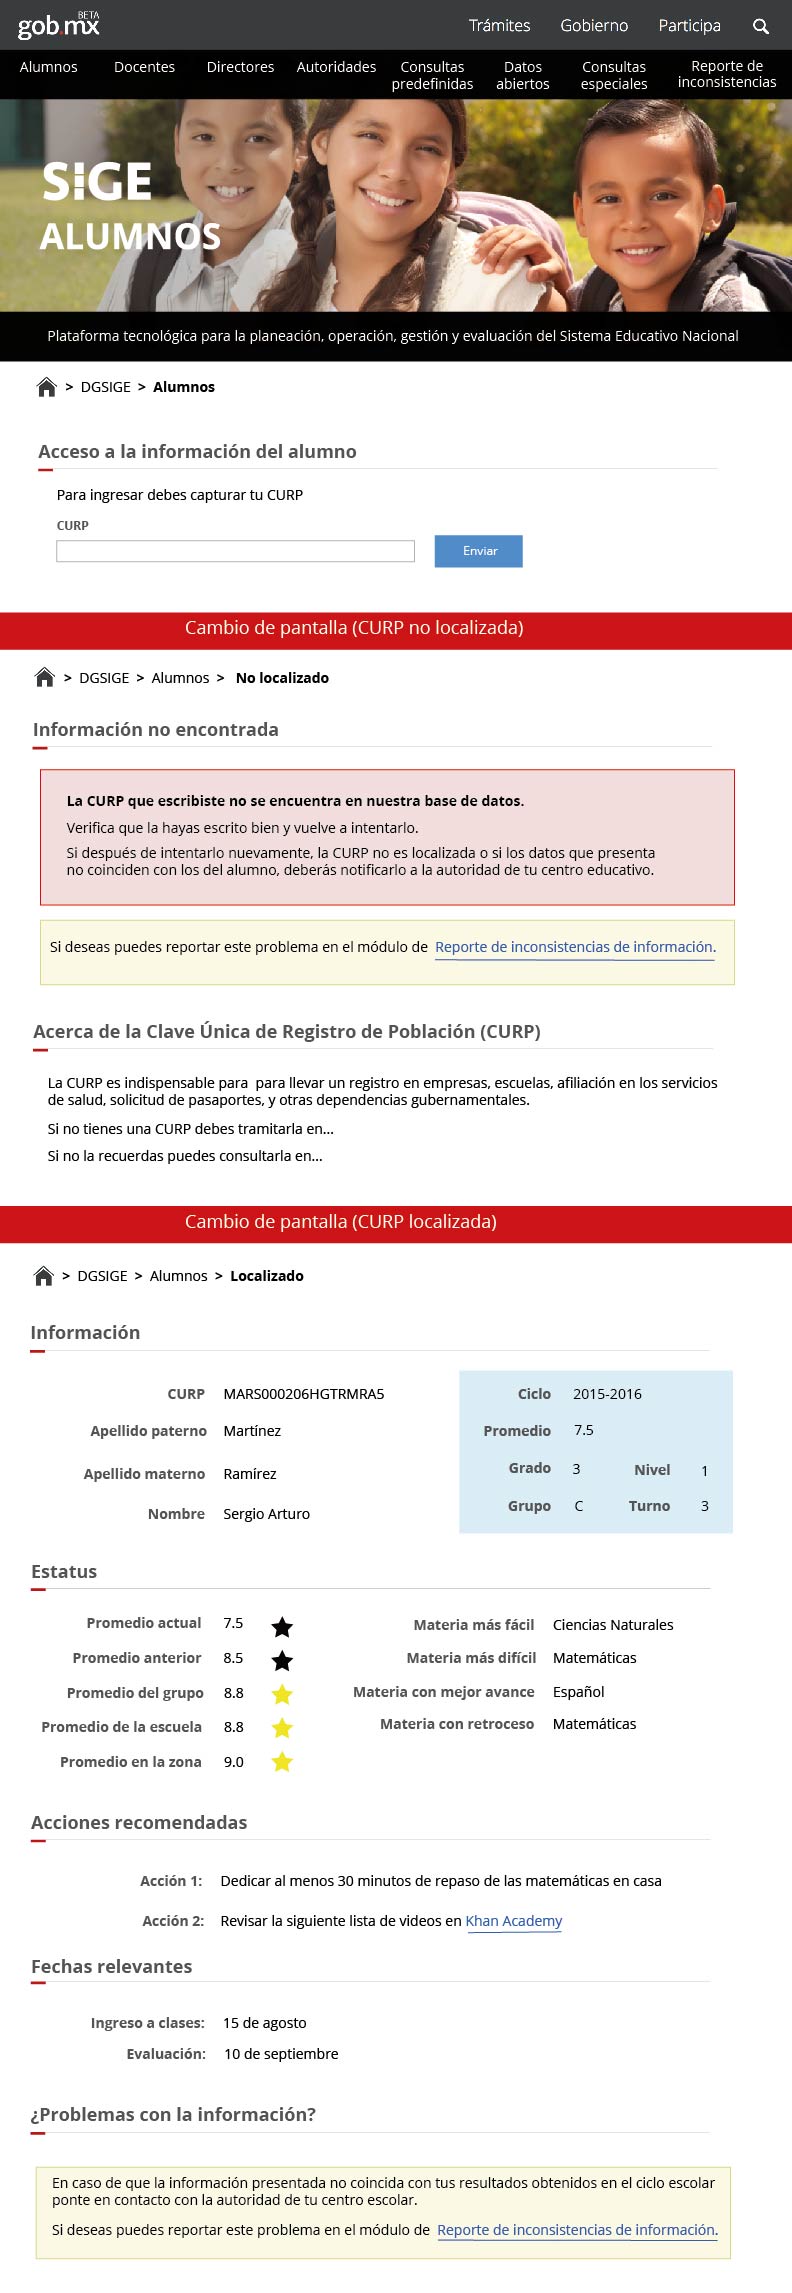 gob.mx BETA
Trámites Gobierno Participa
Alumnos Docentes Directores Autoridades Consultas predefinidas Datos abiertos Consultas especiales Reporte de inconsistencias
SIGE
ALUMNOS
Plataforma tecnológica para la planeación, operación, gestión y evaluación del Sistema Educativo Nacional
> DGSIGE > Alumnos
Acceso a la información del alumno
Para ingresar debes capturar tu CURP
CURP
Enviar
Cambio de pantalla (CURP no localizada)
> DGSIGE > Alumnos > No localizado
Información no encontrada
La CURP que escribiste no se encuentra en nuestra base de datos.
Verifica que la hayas escrito bien y vuelve a intentarlo.
Si después de intentarlo nuevamente, la CURP no es localizada o si los datos que presenta
no coinciden con los del alumno, deberás notificarlo a la autoridad de tu centro educativo.
Si deseas puedes reportar este problema en el módulo de Reporte de inconsistencias de información.
Acerca de la Clave Única de Registro de Población (CURP)
La CURP es indispensable para para llevar un registro en empresas, escuelas, afiliación en los servicios
de salud, solicitud de pasaportes, y otras dependencias gubernamentales.
Si no tienes una CURP debes tramitarla en...
Si no la recuerdas puedes consultarla en...
Cambio de pantalla (CURP localizada)
> DGSIGE > Alumnos > Localizado
Información
CURP MARS000206HGTRMRA5
Apellido paterno Martínez
Apellido materno Ramírez
Nombre Sergio Arturo
Ciclo 2015-2016
Promedio 7.5
Grado 3 Nivel 1
Grupo C Turno 3
Estatus
Promedio actual 7.5
Promedio anterior 8.5
Promedio del grupo 8.8
Promedio de la escuela 8.8
Promedio en la zona 9.0
Materia más fácil Ciencias Naturales
Materia más difícil Matemáticas
Materia con mejor avance Español
Materia con retroceso Matemáticas
Acciones recomendadas
Acción 1: Dedicar al menos 30 minutos de repaso de las matemáticas en casa
Acción 2: Revisar la siguiente lista de videos en Khan Academy
Fechas relevantes
Ingreso a clases: 15 de agosto
Evaluación: 10 de septiembre
¿Problemas con la información?
En caso de que la información presentada no coincida con tus resultados obtenidos en el ciclo escolar
ponte en contacto con la autoridad de tu centro escolar.
Si deseas puedes reportar este problema en el módulo de Reporte de inconsistencias de información.